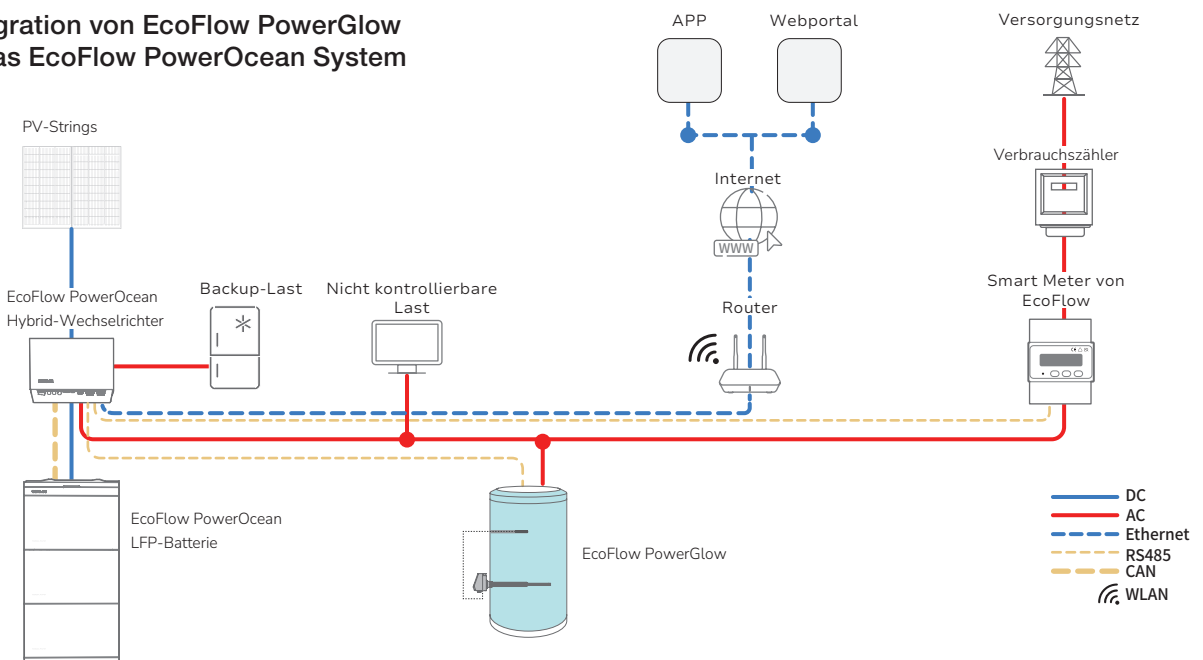 gration von EcoFlow PowerGlow
as EcoFlow PowerOcean System
APP
Webportal
Versorgungsnetz
PV-Strings
Verbrauchszähler
Internet
WWW
Smart Meter von
EcoFlow
EcoFlow PowerOcean
Hybrid-Wechselrichter
Backup-Last
Nicht kontrollierbare
Last
Router
EcoFlow PowerOcean
LFP-Batterie
EcoFlow PowerGlow
DC
AC
Ethernet
RS485
CAN
WLAN